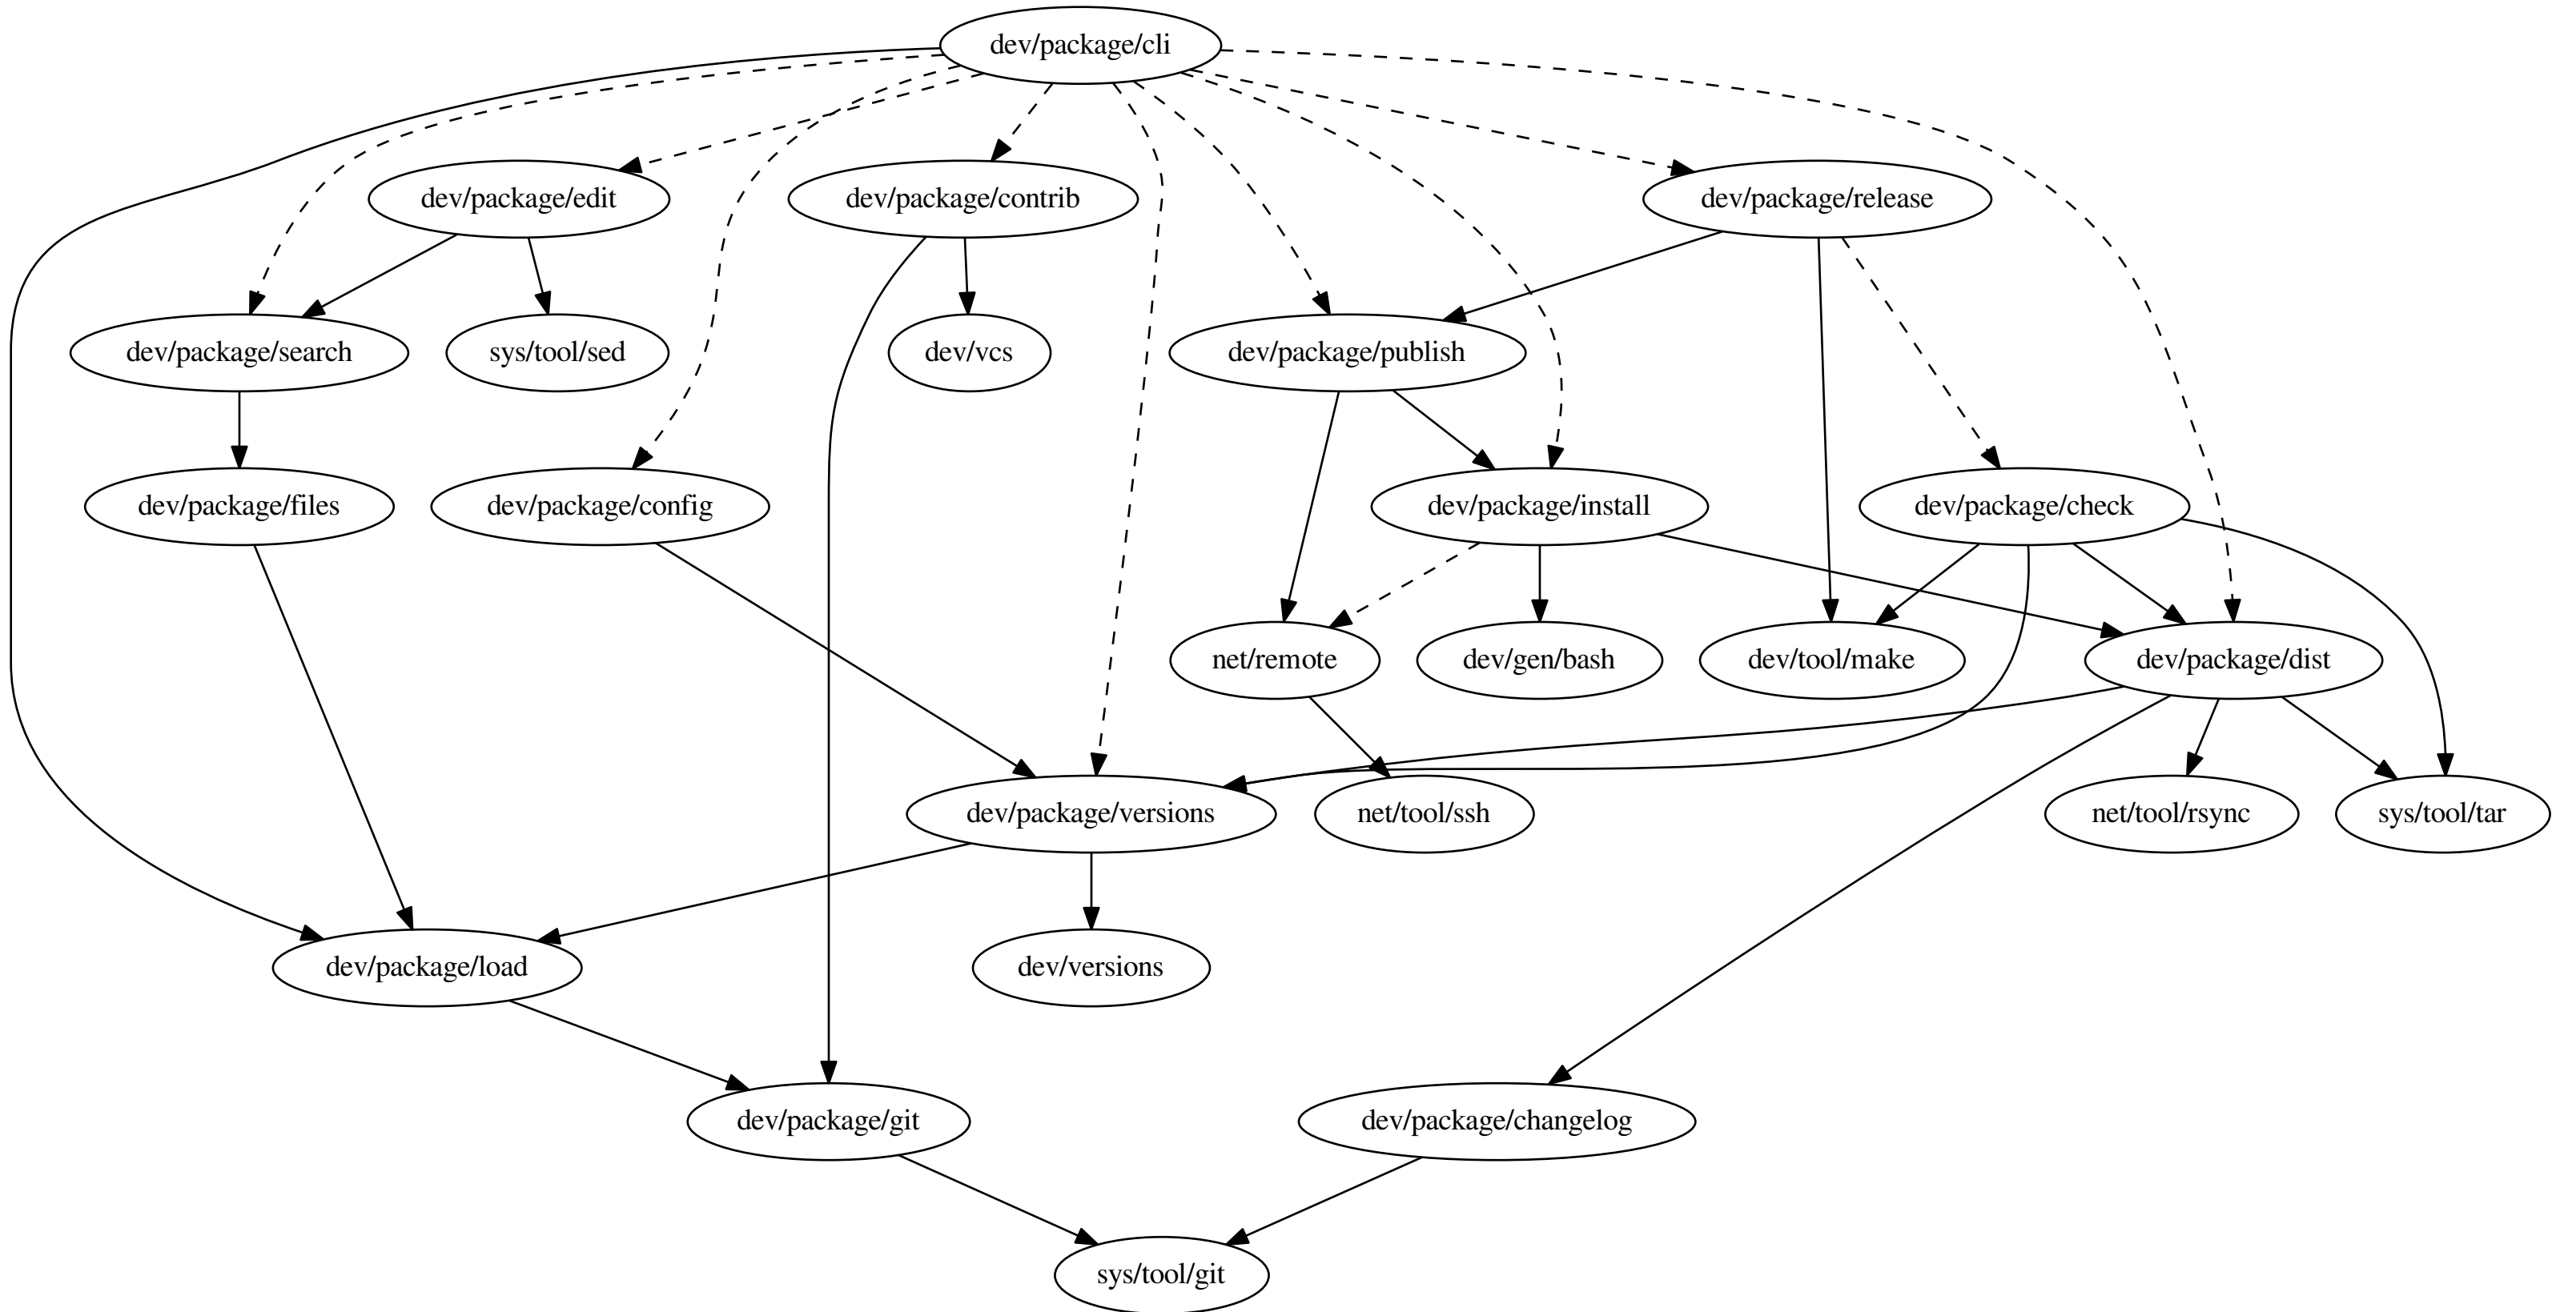 dev/package/cli
dev/package/edit
dev/package/contrib
dev/package/release
dev/package/search
sys/tool/sed
dev/vcs
dev/package/publish
dev/package/files
dev/package/config
dev/package/install
dev/package/check
net/remote
dev/gen/bash
dev/tool/make
dev/package/dist
dev/package/versions
net/tool/ssh
net/tool/rsync
sys/tool/tar
dev/package/load
dev/versions
dev/package/git
dev/package/changelog
sys/tool/git